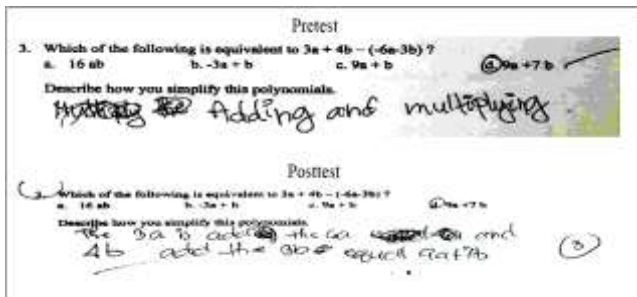 Pretest
3. Which of the following is equivalent to 3a + 4b – (-6a-3b) ?
a. 16 ab b. -3a + b c. 9a + b d. 9a +7 b
Describe how you simplify this polynomials.
Adding and multiplying.
Posttest
Which of the following is equivalent to 3a + 4b – (-6a-3b) ?
a. 16 ab b. -3a + b c. 9a + b d. 9a +7 b
Describe how you simplify this polynomials.
The 3a is add the 6a and
4b add the 3b equal 9a+7b
(3)